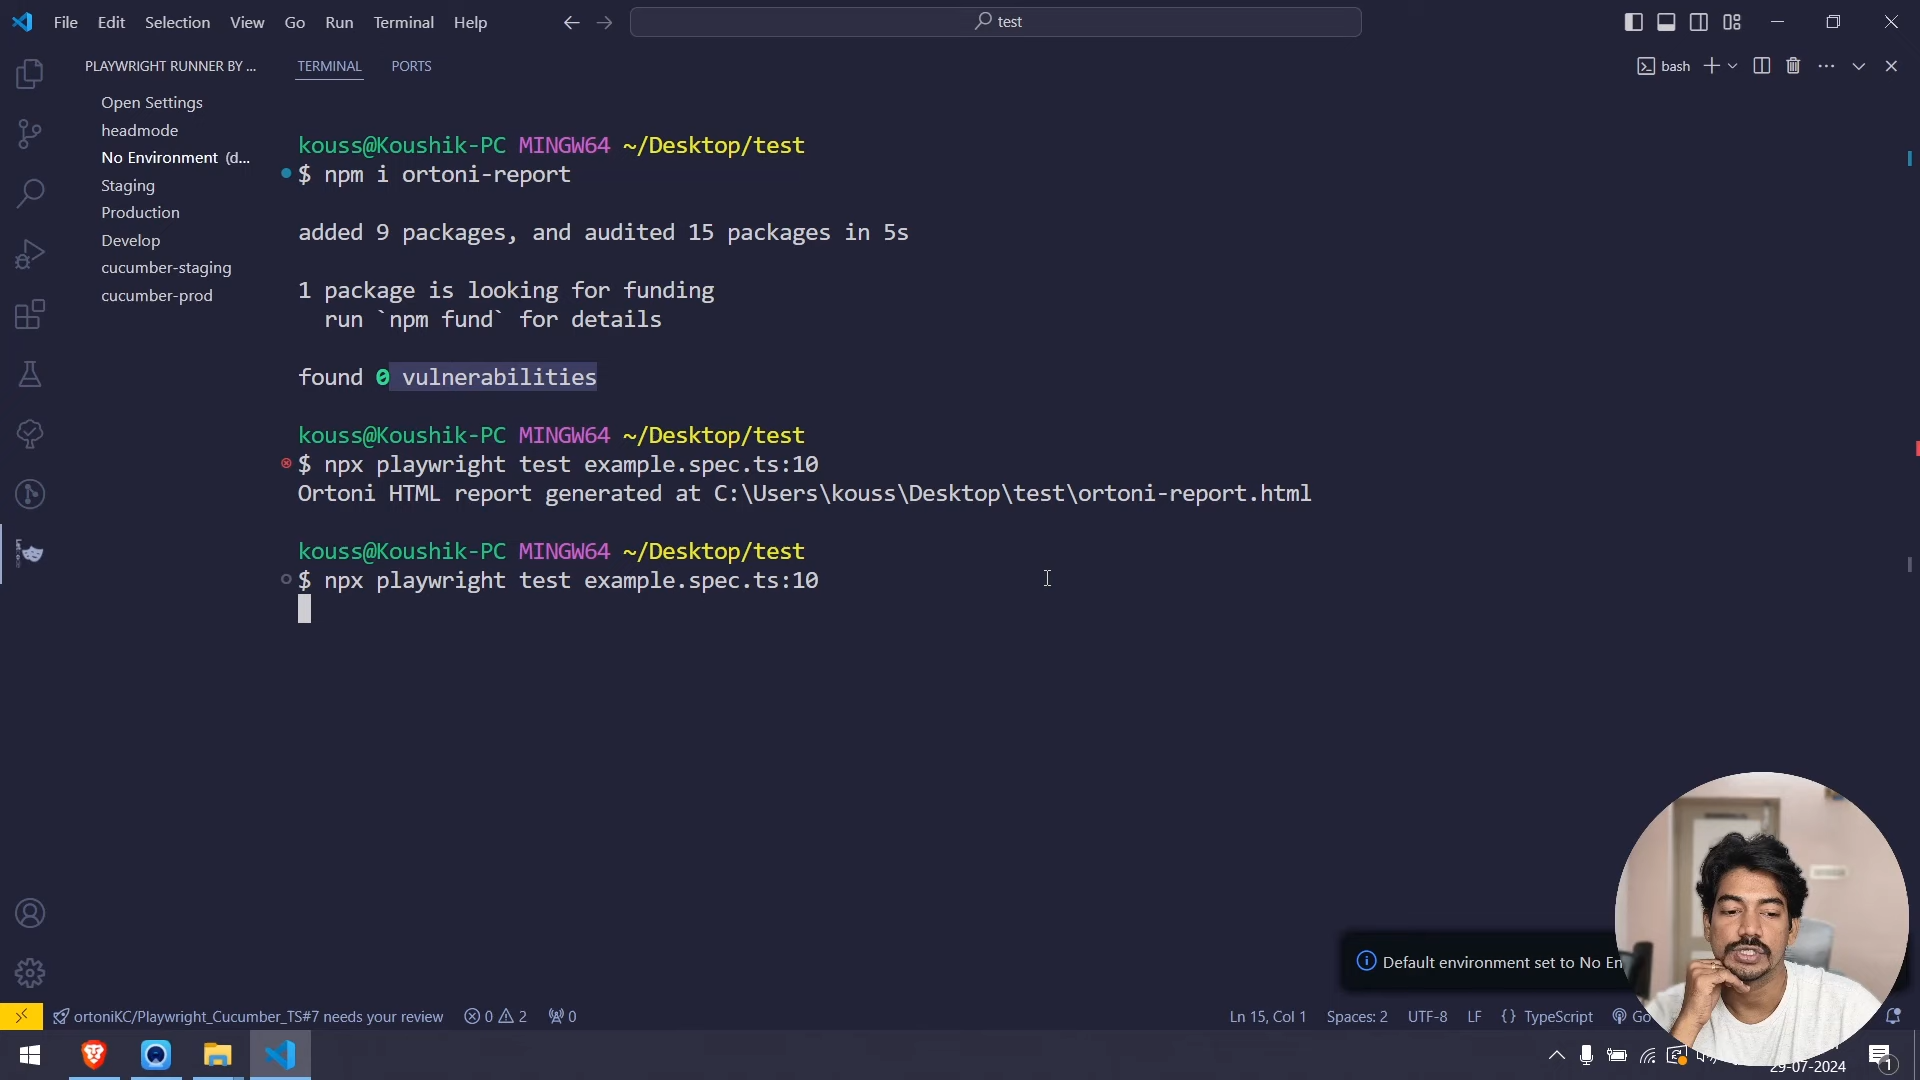 File Edit Selection View Go Run Terminal Help
test
PLAYWRIGHT RUNNER BY ...
TERMINAL PORTS
bash
Open Settings
headmode
No Environment (d...
Staging
Production
Develop
cucumber-staging
cucumber-prod
kouss@Koushik-PC MINGW64 ~/Desktop/test
$ npm i ortoni-report
added 9 packages, and audited 15 packages in 5s
1 package is looking for funding
run `npm fund` for details
found 0 vulnerabilities
kouss@Koushik-PC MINGW64 ~/Desktop/test
$ npx playwright test example.spec.ts:10
Ortoni HTML report generated at C:\Users\kouss\Desktop\test\ortoni-report.html
kouss@Koushik-PC MINGW64 ~/Desktop/test
$ npx playwright test example.spec.ts:10
Default environment set to No En
ortoniKC/Playwright_Cucumber_TS#7 needs your review 0 2 0
Ln 15, Col 1 Spaces: 2 UTF-8 LF {} TypeScript Go
29-07-2024
1